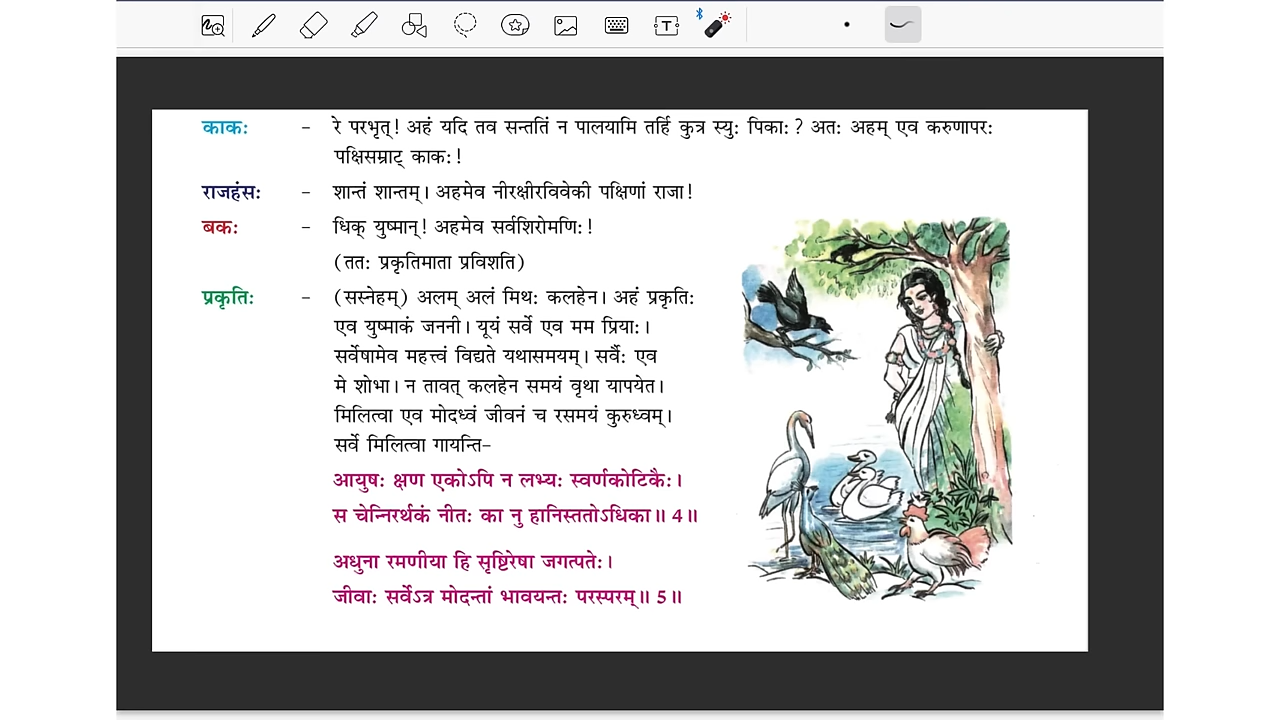 काक: – रे परभृत्! अहं यदि तव सन्ततिं न पालयामि तर्हि कुत्र स्यु: पिका:? अत: अहम् एव करुणापर:
पक्षिसम्राट् काक:!
राजहंस: – शान्तं शान्तम्। अहमेव नीरक्षीरविवेकी पक्षिणां राजा!
बक: – धिक् युष्मान्! अहमेव सर्वशिरोमणि:!
(तत: प्रकृतिमाता प्रविशति)
प्रकृति: – (सस्नेहम्) अलम् अलं मिथ: कलहेन। अहं प्रकृति:
एव युष्माकं जननी। यूयं सर्वे एव मम प्रिया:।
सर्वेषामेव महत्त्वं विद्यते यथासमयम्। सर्वै: एव
मे शोभा। न तावत् कलहेन समयं वृथा यापयेत।
मिलित्वा एव मोदध्वं जीवनं च रसमयं कुरुध्वम्।
सर्वे मिलित्वा गायन्ति–
आयुष: क्षण एकोऽपि न लभ्य: स्वर्णकोटिकै:।
स चेन्निरर्थकं नीत: का नु हानिस्ततोऽधिका॥ 4॥
अधुना रमणीया हि सृष्टिरेषा जगत्पते:।
जीवा: सर्वेऽत्र मोदन्तां भावयन्त: परस्परम्॥ 5॥